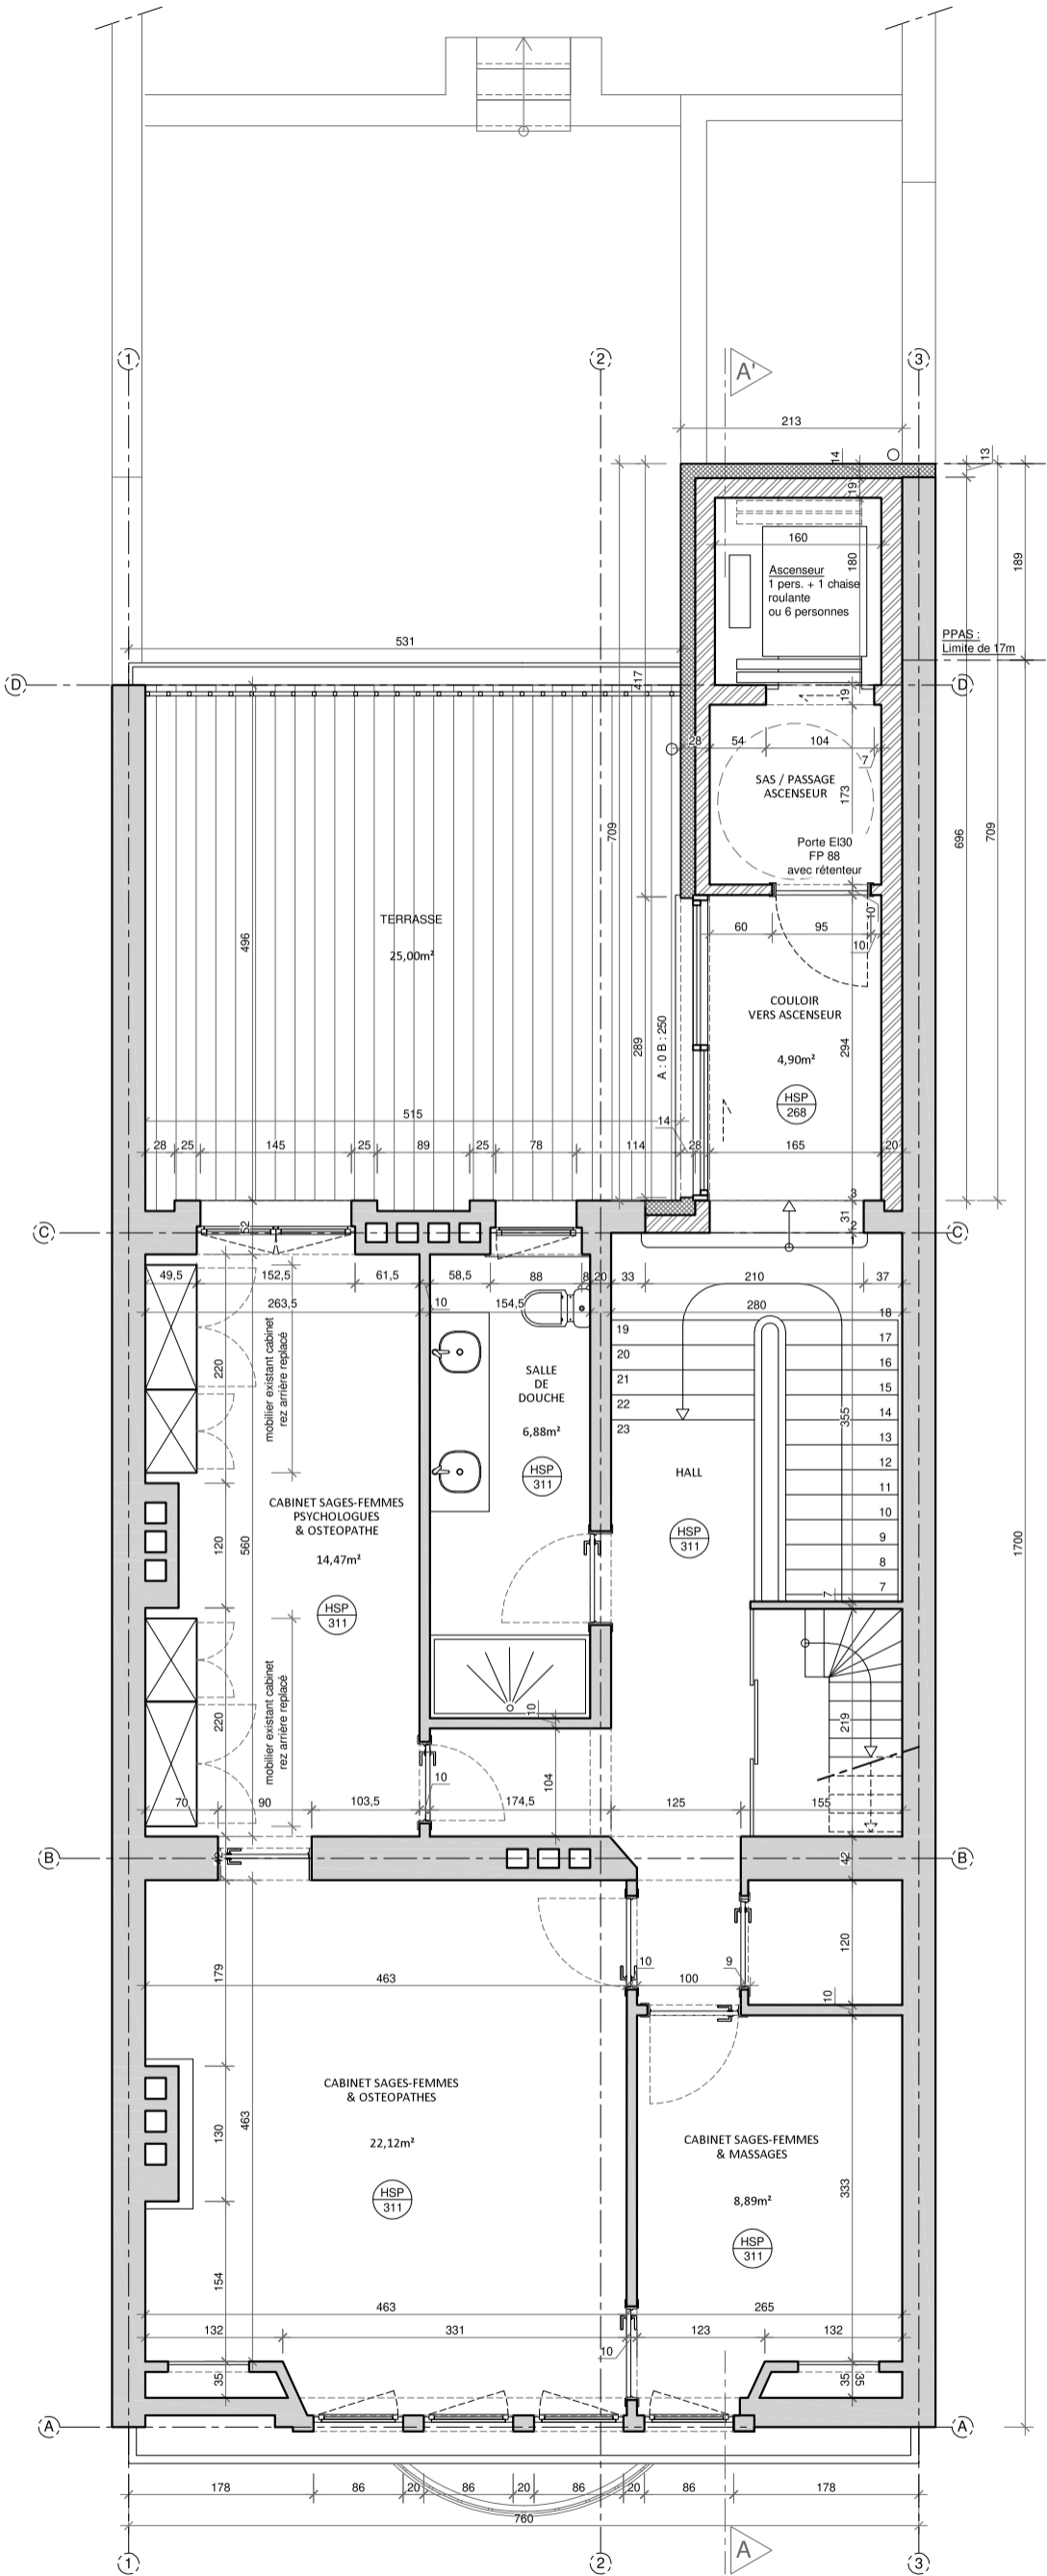 1
2
3
A'
213
14
13
19
160
180
189
Ascenseur
1 pers. + 1 chaise
roulante
ou 6 personnes
PPAS :
Limite de 17m
531
417
D
D
19
28
54
104
7
SAS / PASSAGE
ASCENSEUR
173
709
696
709
Porte EI30
FP 88
avec rétenteur
TERRASSE
25,00m²
60
95
10
10
496
COULOIR
VERS ASCENSEUR
4,90m²
289
A : 0 B : 250
294
HSP
268
515
14
28
25
145
25
89
25
78
114
28
165
20
52
3
31
2
1
C
C
49,5
152,5
61,5
58,5
88
8
20
33
210
37
263,5
10
154,5
280
18
19
17
20
16
21
15
22
14
23
13
12
11
10
9
8
7
355
7
220
mobilier existant cabinet
rez arrière replacé
SALLE
DE
DOUCHE
6,88m²
HSP
311
HALL
HSP
311
CABINET SAGES-FEMMES
PSYCHOLOGUES
& OSTEOPATHE
14,47m²
HSP
311
120
560
1700
220
mobilier existant cabinet
rez arrière replacé
10
219
10
104
70
90
103,5
174,5
125
155
B
B
42
42
179
463
10
100
9
120
10
CABINET SAGES-FEMMES
& OSTEOPATHES
22,12m²
HSP
311
130
463
CABINET SAGES-FEMMES
& MASSAGES
8,89m²
HSP
311
333
154
463
265
132
331
10
123
132
35
35
35
A
A
178
86
20
86
20
86
20
86
178
760
A
1
2
3